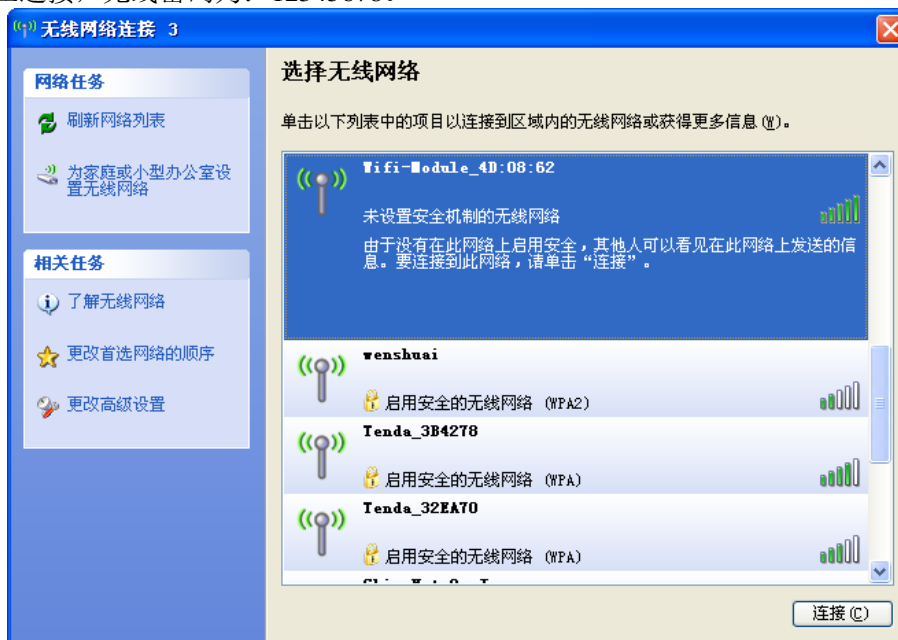 连接，无线密码为：12345678。
无线网络连接 3
网络任务
刷新网络列表
为家庭或小型办公室设
置无线网络
相关任务
了解无线网络
更改首选网络的顺序
更改高级设置
选择无线网络
单击以下列表中的项目以连接到区域内的无线网络或获得更多信息(W)。
Wifi-Module_4D:08:62
未设置安全机制的无线网络
由于没有在此网络上启用安全，其他人可以看见在此网络上发送的信
息。要连接到此网络，请单击“连接”。
wenshuai
启用安全的无线网络 (WPA2)
Tenda_3B4278
启用安全的无线网络 (WPA)
Tenda_32EA70
启用安全的无线网络 (WPA)
连接(C)